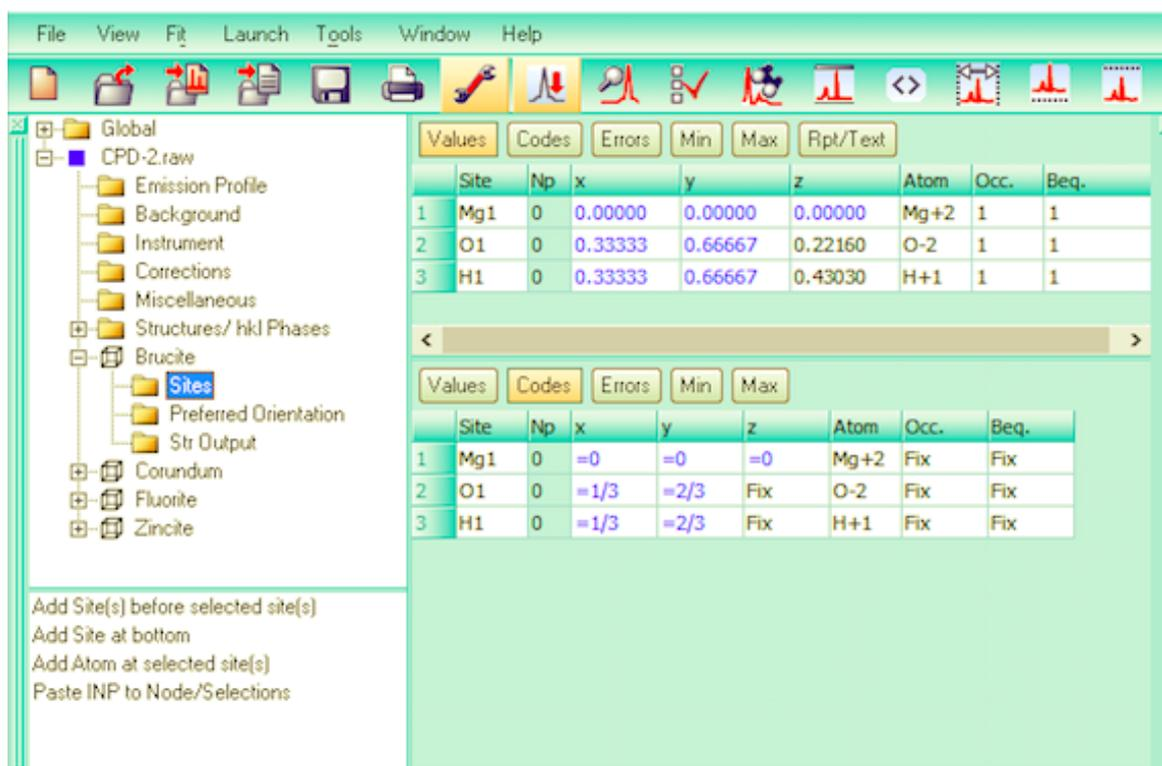 File View Fit Launch Tools Window Help
Global
CPD-2.raw
Emission Profile
Background
Instrument
Corrections
Miscellaneous
Structures/ hkl Phases
Brucite
Sites
Preferred Orientation
Str Output
Corundum
Fluorite
Zincite
Add Site(s) before selected site(s)
Add Site at bottom
Add Atom at selected site(s)
Paste INP to Node/Selections
Values Codes Errors Min Max Rpt/Text
Site Np x y z Atom Occ. Beq.
1 Mg1 0 0.00000 0.00000 0.00000 Mg+2 1 1
2 O1 0 0.33333 0.66667 0.22160 O-2 1 1
3 H1 0 0.33333 0.66667 0.43030 H+1 1 1
Values Codes Errors Min Max
Site Np x y z Atom Occ. Beq.
1 Mg1 0 =0 =0 =0 Mg+2 Fix Fix
2 O1 0 =1/3 =2/3 Fix O-2 Fix Fix
3 H1 0 =1/3 =2/3 Fix H+1 Fix Fix